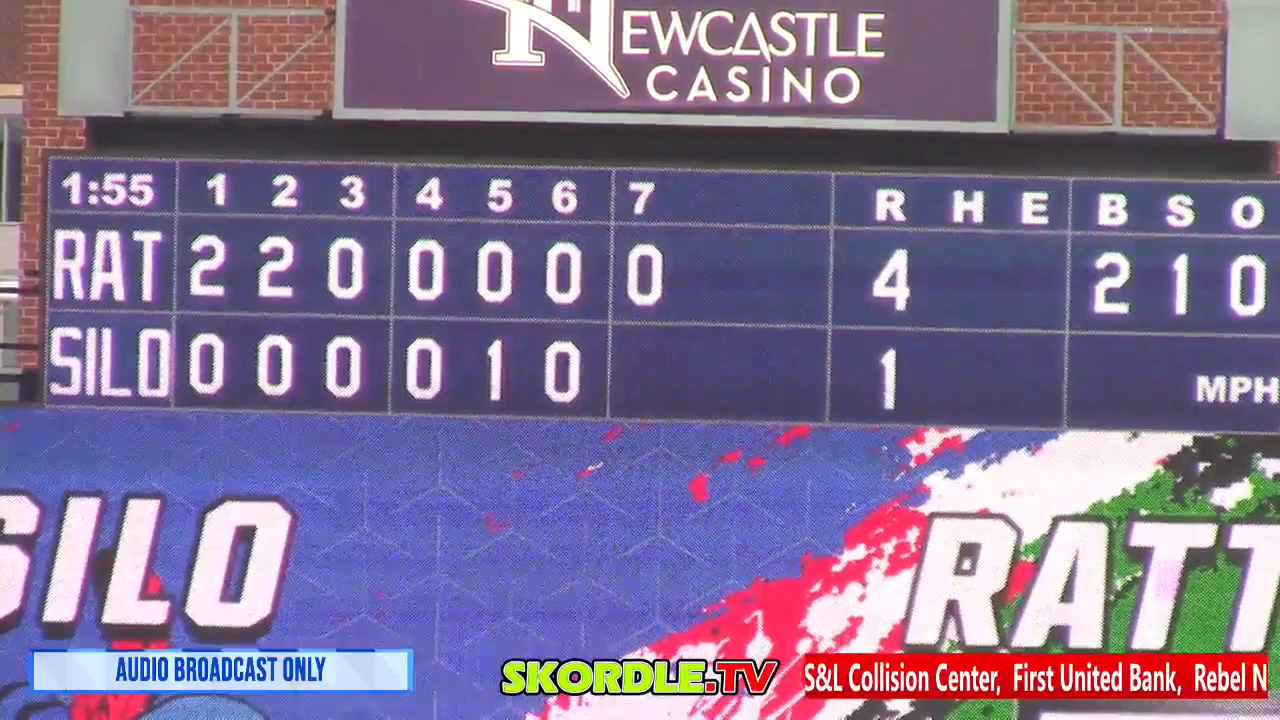 NEWCASTLE
CASINO
1:55 1 2 3 4 5 6 7 R H E B S O
RAT 2 2 0 0 0 0 0 4 2 1 0
SILO 0 0 0 0 1 0 1 MPH
SILO
RATT
AUDIO BROADCAST ONLY
SKORDLE.TV
S&L Collision Center, First United Bank, Rebel N